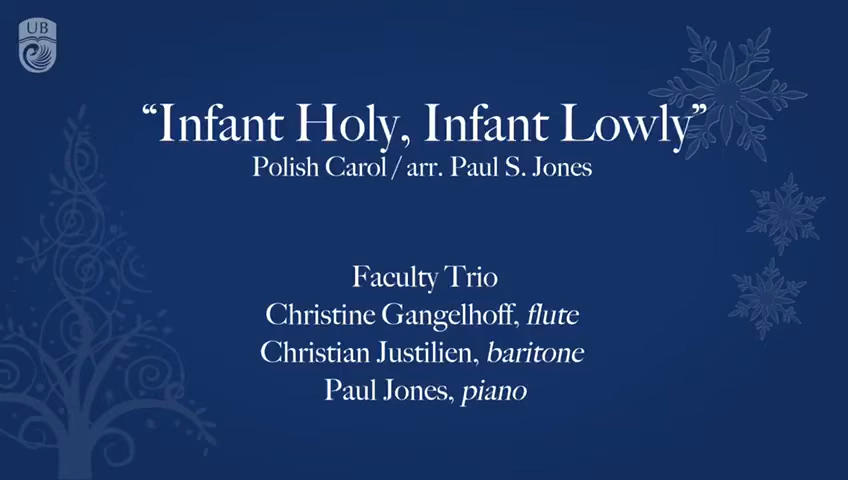 UB
“Infant Holy, Infant Lowly”
Polish Carol / arr. Paul S. Jones
Faculty Trio
Christine Gangelhoff, flute
Christian Justilien, baritone
Paul Jones, piano